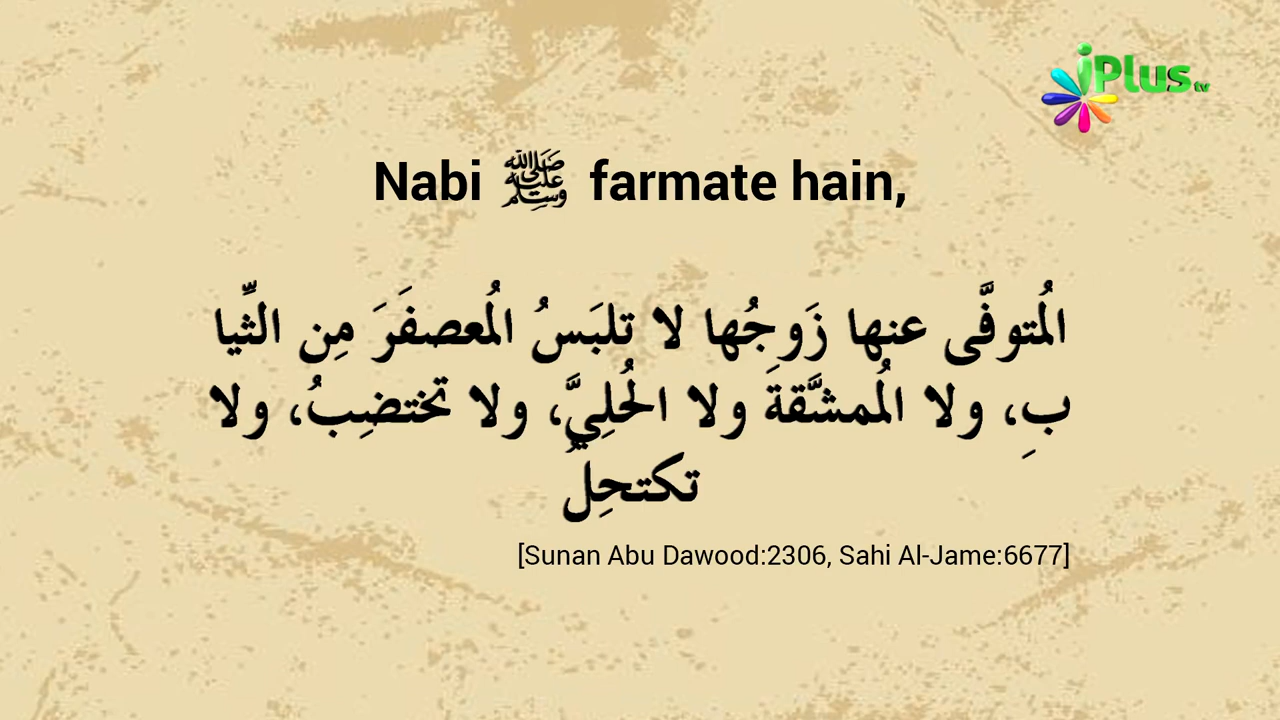 iPlus tv
Nabi ﷺ farmate hain,
المُتوفَّى عنها زَوجُها لا تلبَسُ المُعصفَرَ مِن الثِّيا
بِ، ولا المُمشَّقةَ ولا الحُلِيَّ، ولا تختضِبُ، ولا
تكتحِلُ
[Sunan Abu Dawood:2306, Sahi Al-Jame:6677]